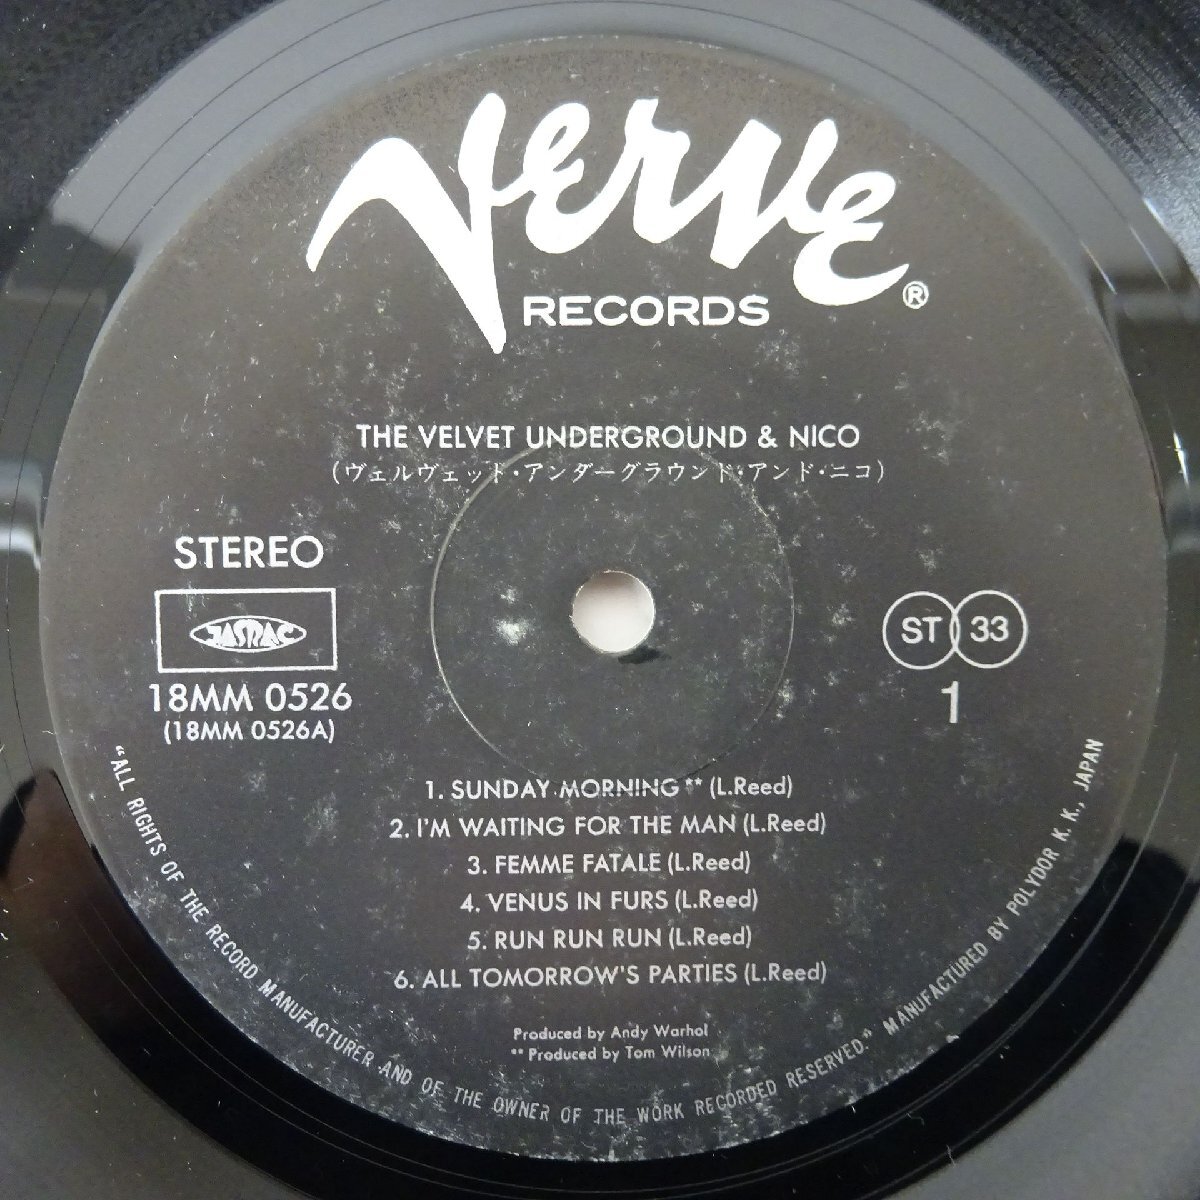 Verve
RECORDS ®
THE VELVET UNDERGROUND & NICO
(ヴェルヴェット・アンダーグラウンド・アンド・ニコ)
STEREO
JASRAC
18MM 0526
(18MM 0526A)
ST 33
1
1. SUNDAY MORNING ** (L.Reed)
2. I'M WAITING FOR THE MAN (L.Reed)
3. FEMME FATALE (L.Reed)
4. VENUS IN FURS (L.Reed)
5. RUN RUN RUN (L.Reed)
6. ALL TOMORROW'S PARTIES (L.Reed)
Produced by Andy Warhol
** Produced by Tom Wilson
"ALL RIGHTS OF THE RECORD MANUFACTURER AND OF THE OWNER OF THE WORK RECORDED RESERVED." MANUFACTURED BY POLYDOR K. K., JAPAN